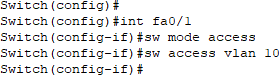 Switch(config)#
Switch(config)#int fa0/1
Switch(config-if)#sw mode access
Switch(config-if)#sw access vlan 10
Switch(config-if)#